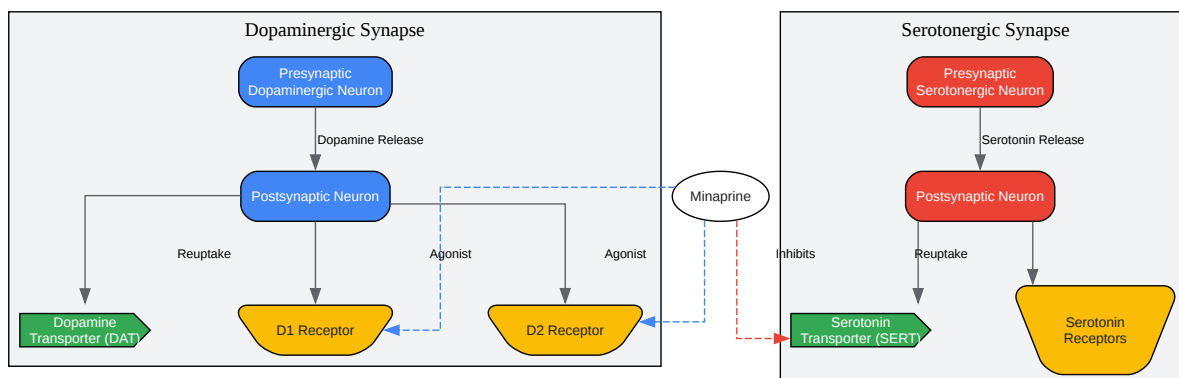 Dopaminergic Synapse
Presynaptic
Dopaminergic Neuron
Dopamine Release
Postsynaptic Neuron
Reuptake
Agonist
Agonist
Dopamine
Transporter (DAT)
D1 Receptor
D2 Receptor
Minaprine
Inhibits
Serotonergic Synapse
Presynaptic
Serotonergic Neuron
Serotonin Release
Postsynaptic Neuron
Reuptake
Serotonin
Transporter (SERT)
Serotonin
Receptors